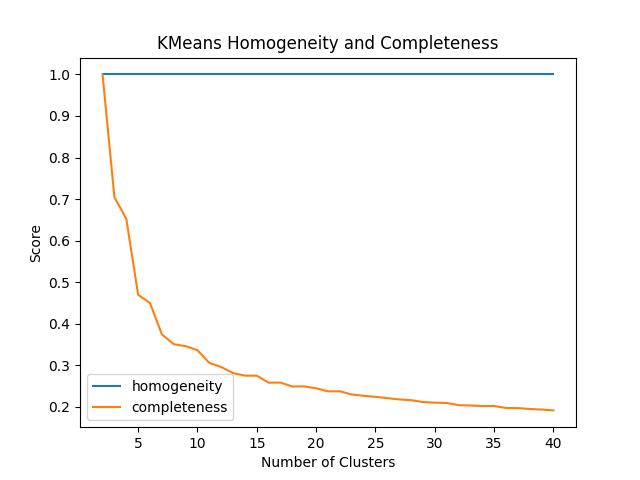 KMeans Homogeneity and Completeness
Score
1.0
0.9
0.8
0.7
0.6
0.5
0.4
0.3
0.2
homogeneity
completeness
5 10 15 20 25 30 35 40
Number of Clusters